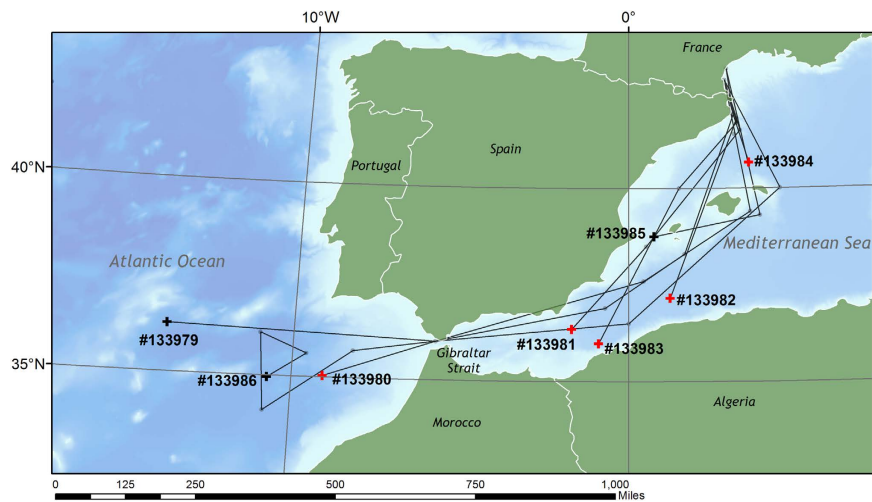 10°W 0°
France
40°N
Portugal
Spain
#133984
#133985
Atlantic Ocean
Mediterranean Sea
#133982
#133979
#133981
#133983
35°N
Gibraltar
Strait
#133986
#133980
Algeria
Morocco
0 125 250 500 750 1,000
Miles